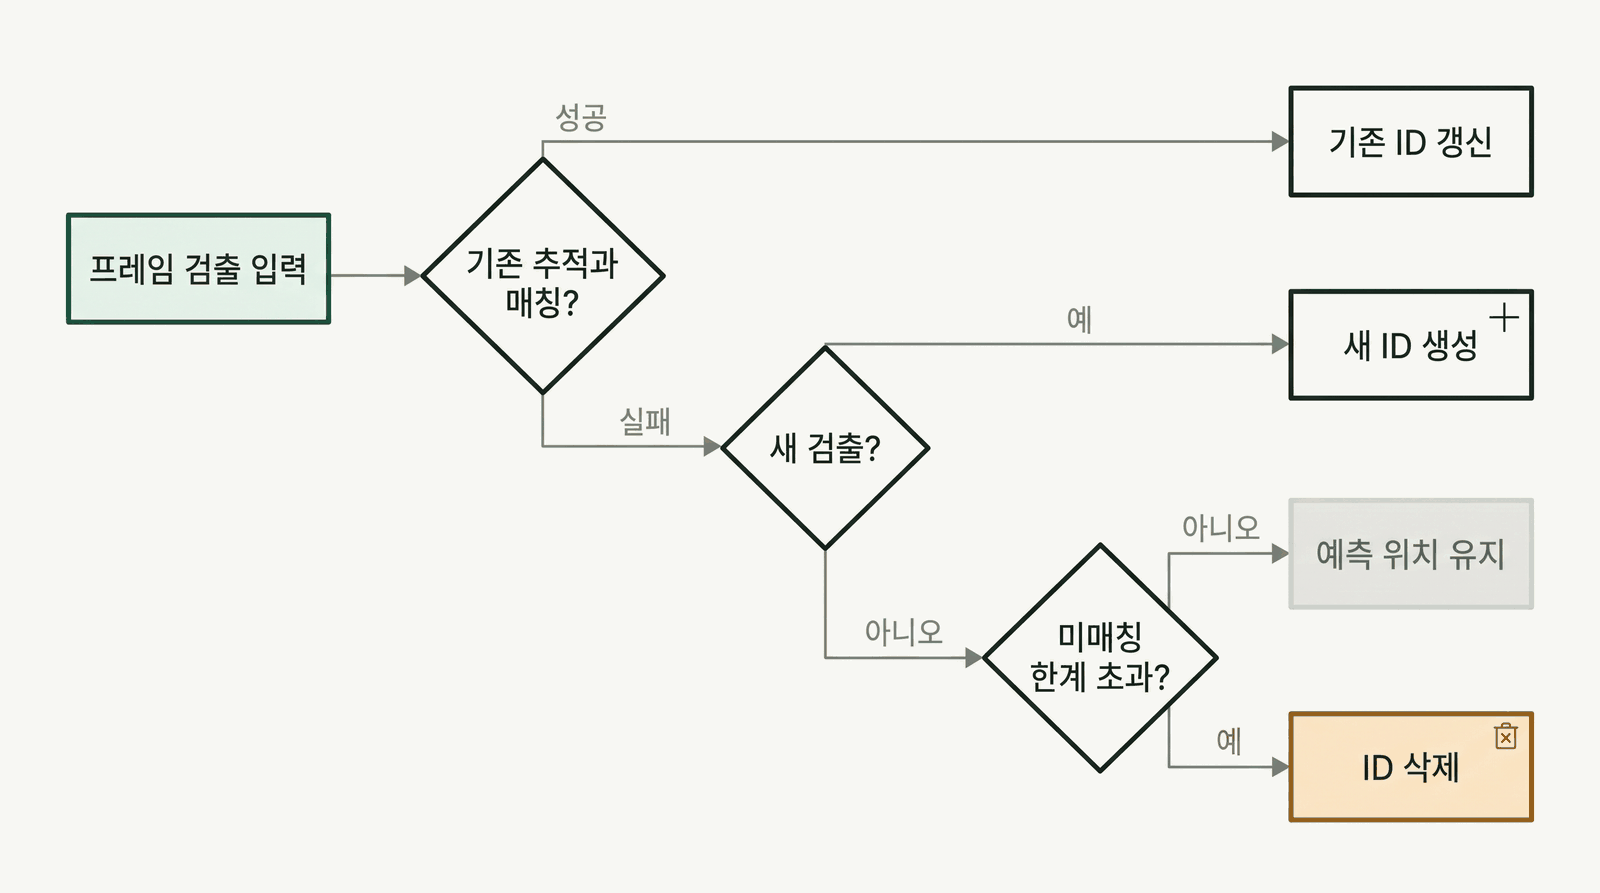 성공
기존 ID 갱신
프레임 검출 입력
기존 추적과
매칭?
예
새 ID 생성
실패
새 검출?
아니오
예측 위치 유지
아니오
미매칭
한계 초과?
예
ID 삭제